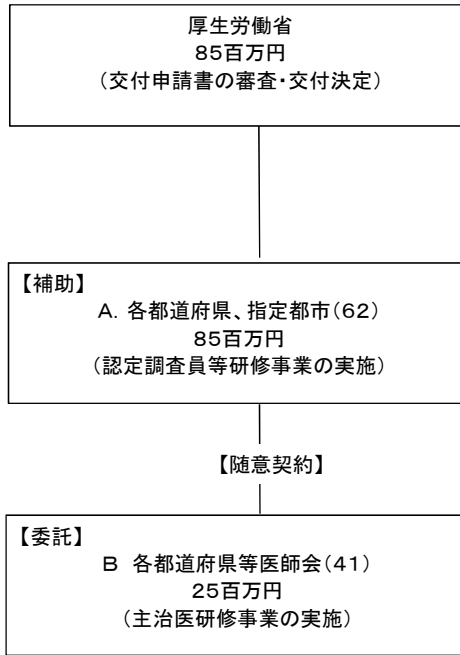 厚生労働省
85百万円
(交付申請書の審査・交付決定)
【補助】
A. 各都道府県、指定都市(62)
85百万円
(認定調査員等研修事業の実施)
【随意契約】
【委託】
B 各都道府県等医師会(41)
25百万円
(主治医研修事業の実施)